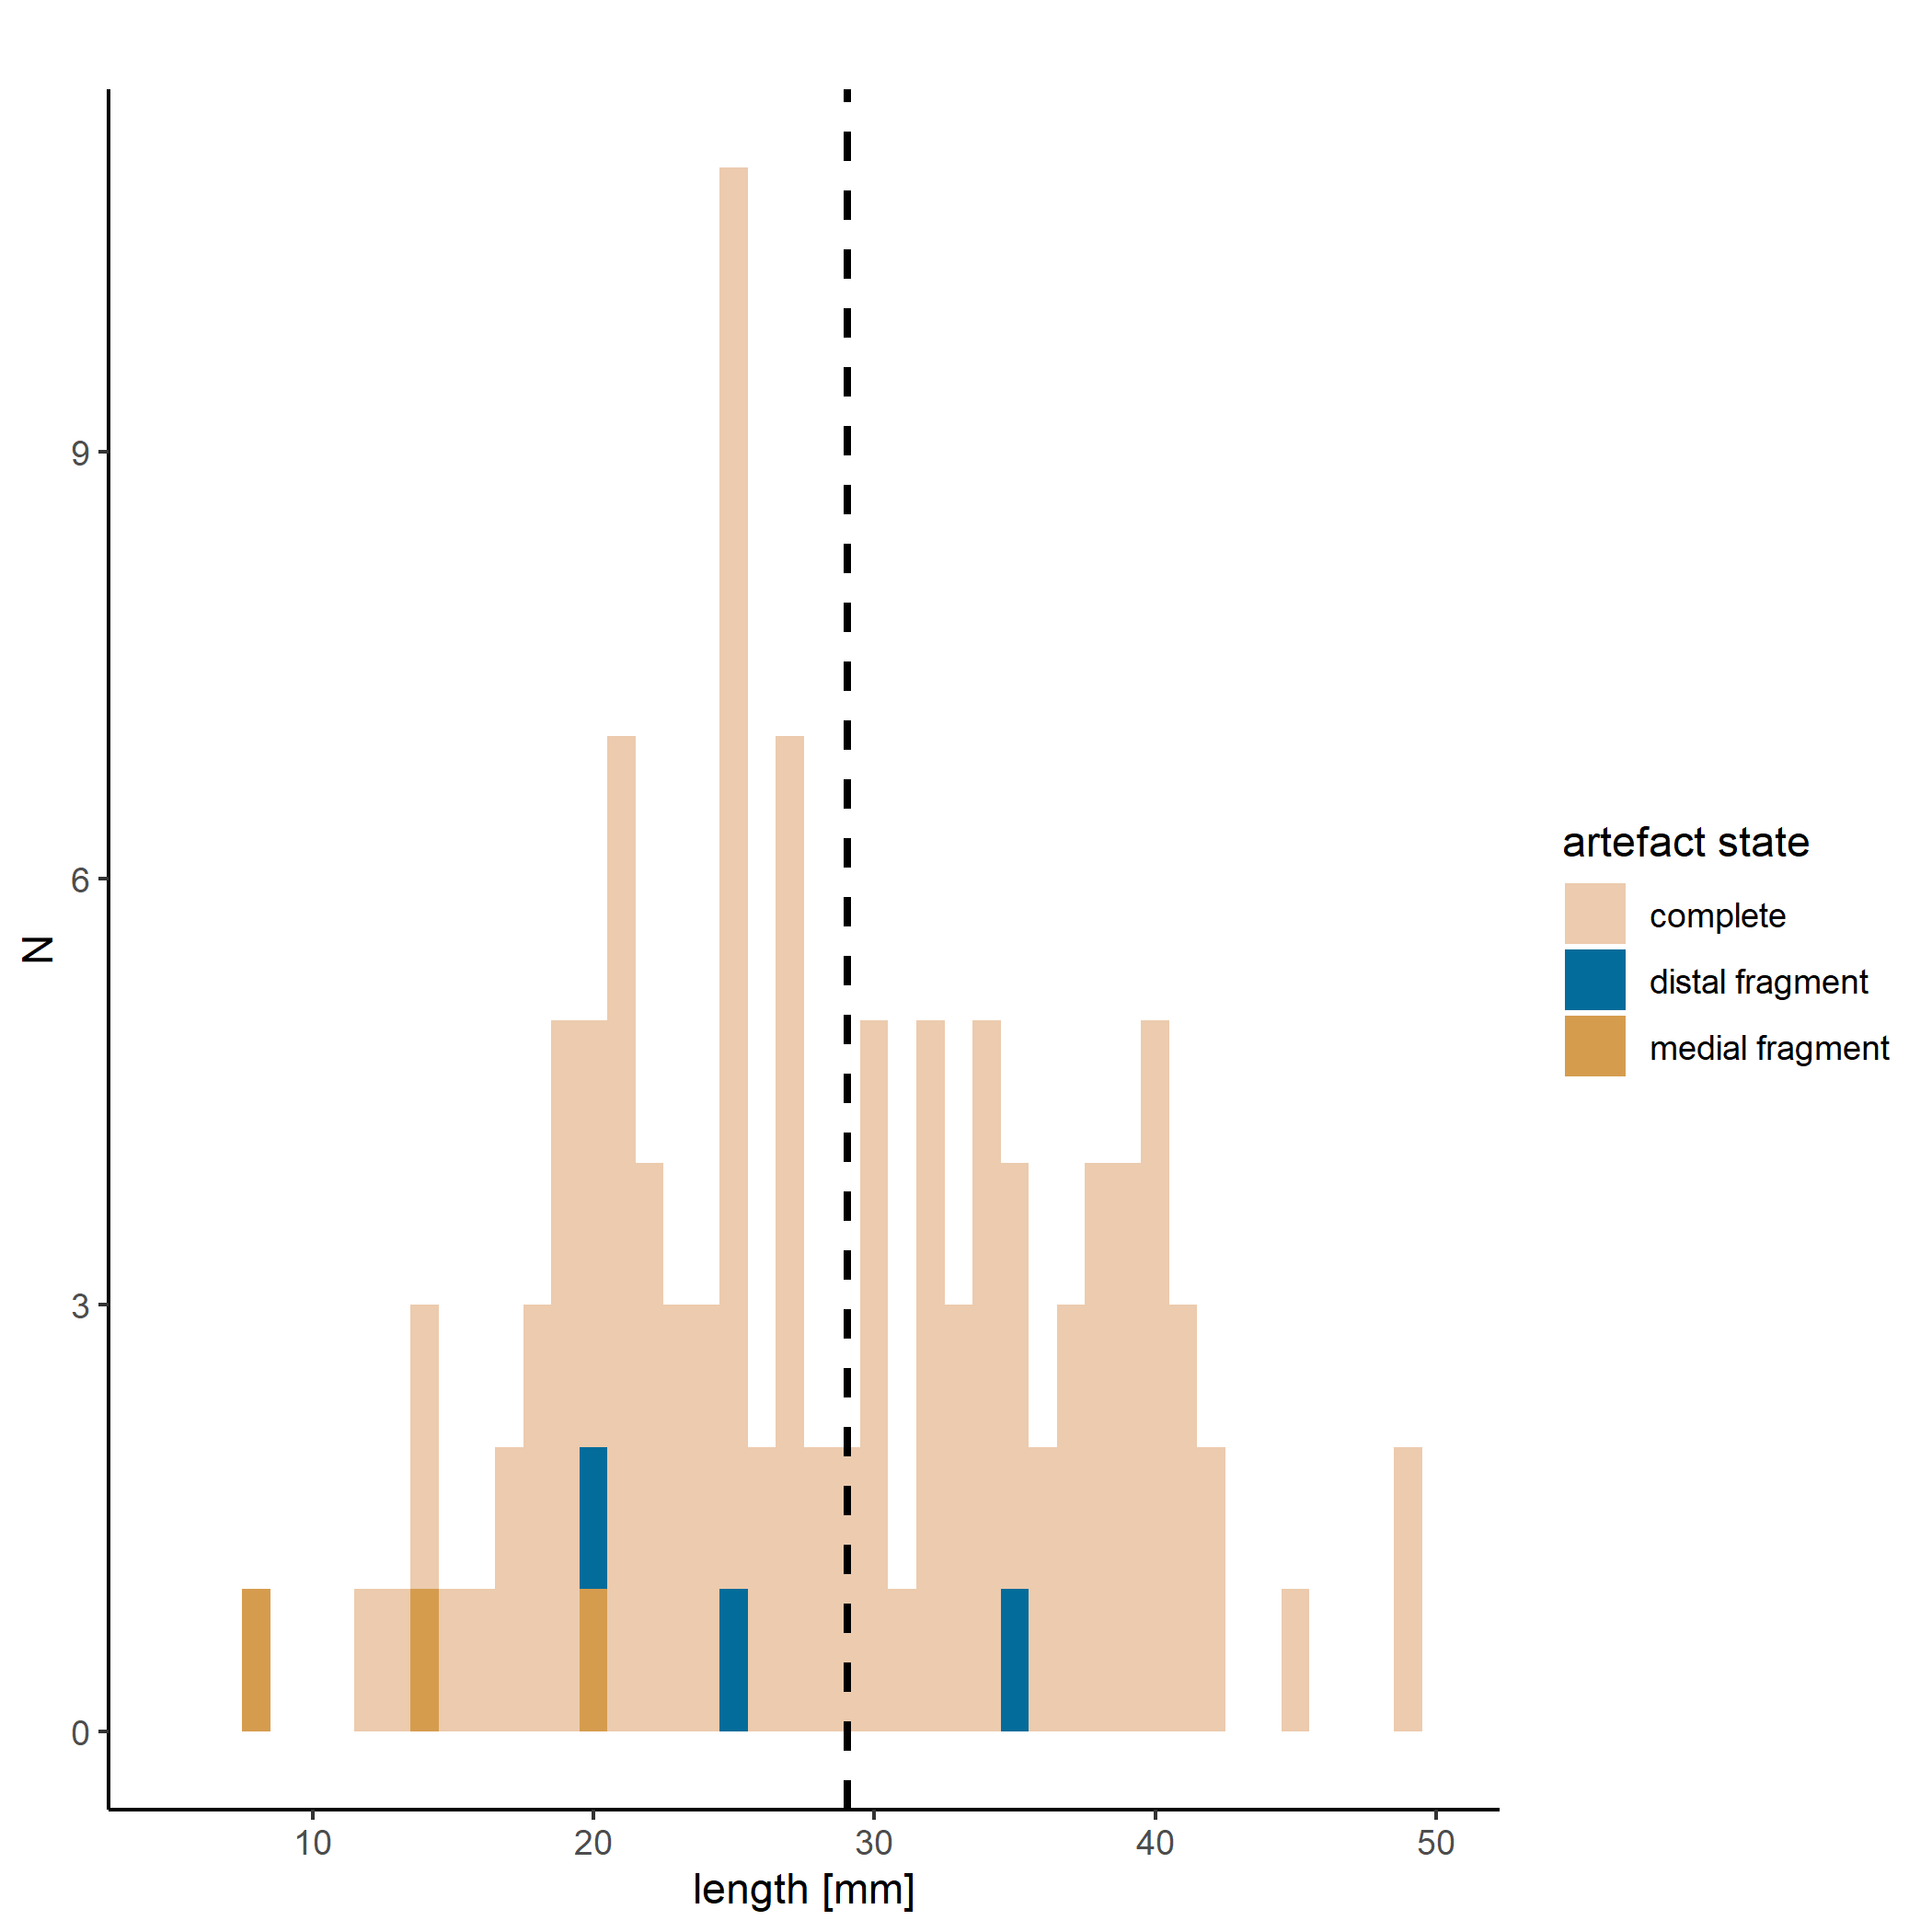 9
6
3
0
N
10 20 30 40 50
length [mm]
artefact state
complete
distal fragment
medial fragment